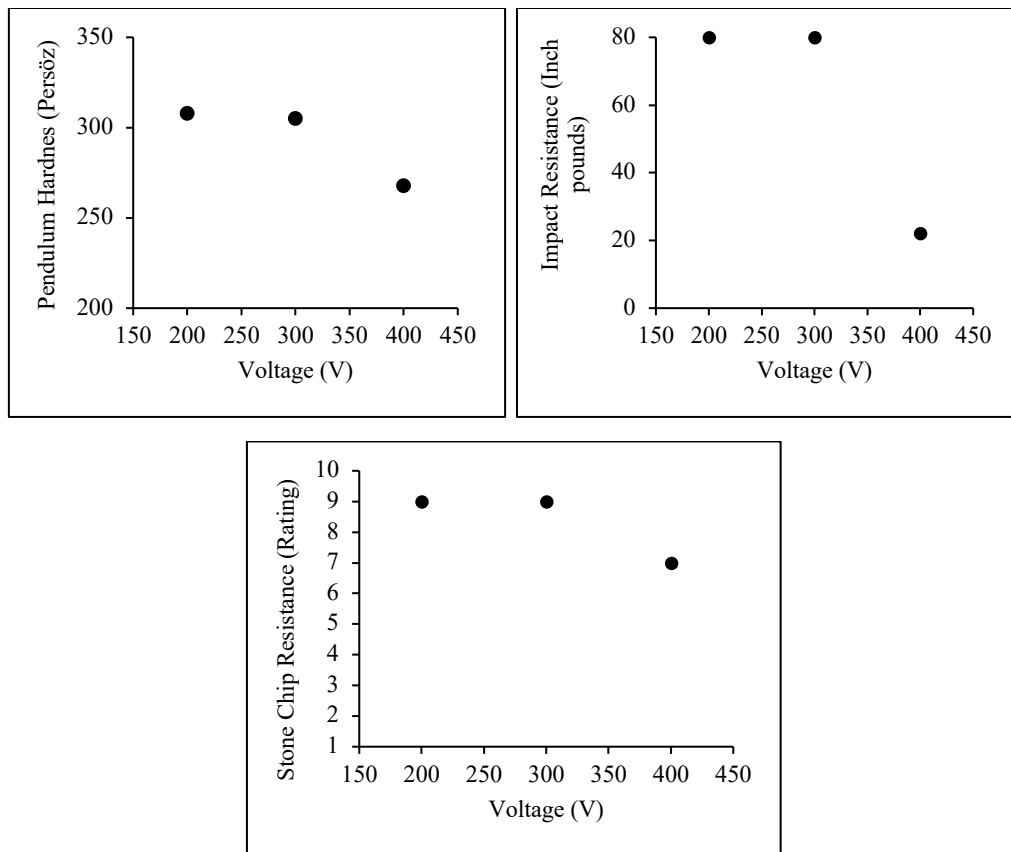 Pendulum Hardnes (Persöz)
350
300
250
200
150 200 250 300 350 400 450
Voltage (V)
Impact Resistance (Inch
pounds)
80
60
40
20
0
150 200 250 300 350 400 450
Voltage (V)
Stone Chip Resistance (Rating)
10
9
8
7
6
5
4
3
2
1
150 200 250 300 350 400 450
Voltage (V)